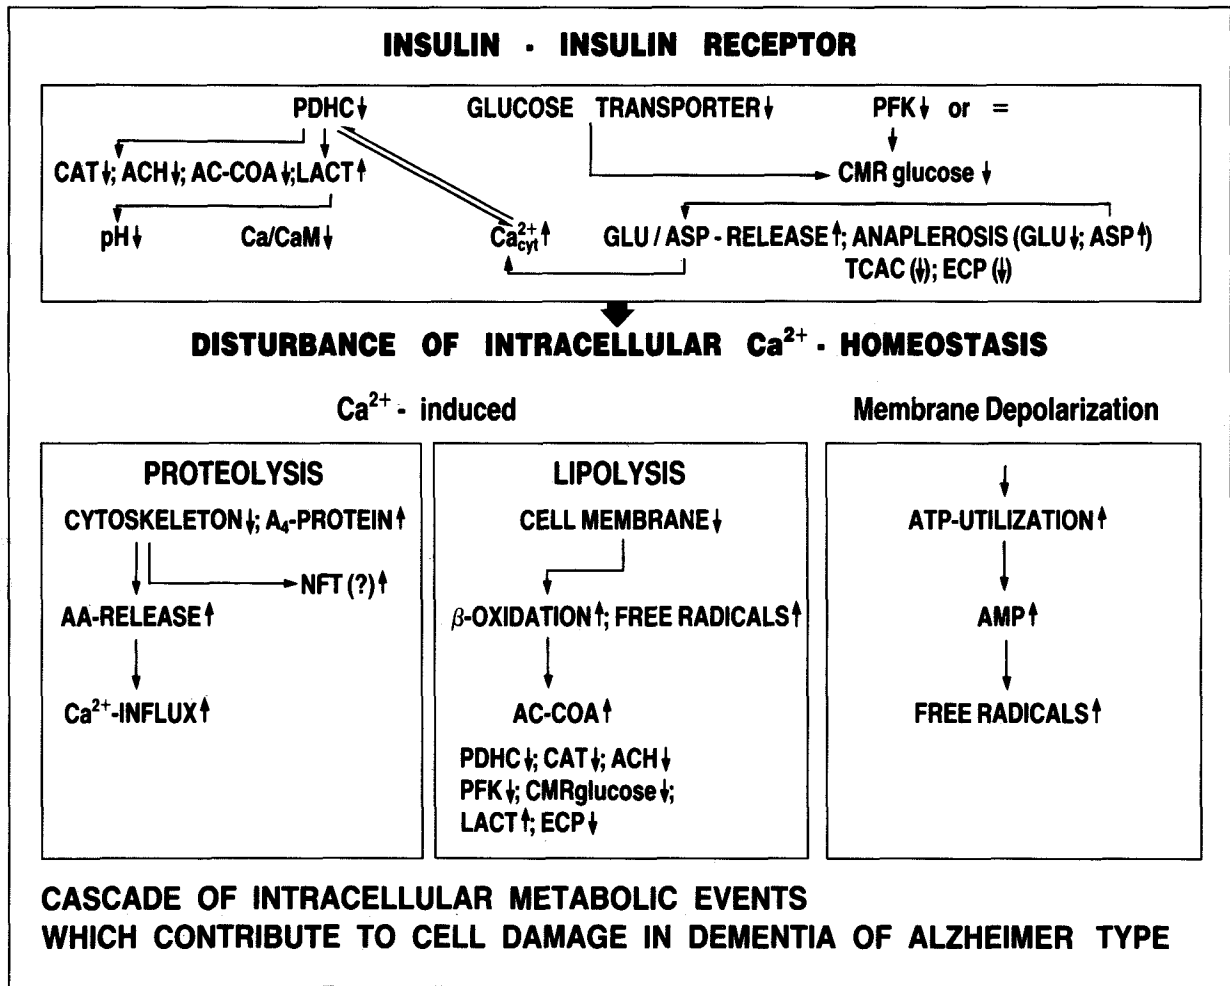 INSULIN - INSULIN RECEPTOR
PDHC↓ GLUCOSE TRANSPORTER↓ PFK↓ or =
CAT↓; ACH↓; AC-COA↓;LACT↑ CMR glucose ↓
pH↓ Ca/CaM↓ Ca²⁺cyt↑ GLU / ASP - RELEASE↑; ANAPLEROSIS (GLU↓; ASP↑)
TCAC (↓); ECP (↓)
DISTURBANCE OF INTRACELLULAR Ca²⁺ - HOMEOSTASIS
Ca²⁺ - induced
Membrane Depolarization
PROTEOLYSIS
CYTOSKELETON↓; A₄-PROTEIN↑
NFT (?)↑
AA-RELEASE↑
Ca²⁺-INFLUX↑
LIPOLYSIS
CELL MEMBRANE↓
β-OXIDATION↑; FREE RADICALS↑
AC-COA↑
PDHC↓; CAT↓; ACH↓
PFK↓; CMRglucose↓;
LACT↑; ECP↓
ATP-UTILIZATION↑
AMP↑
FREE RADICALS↑
CASCADE OF INTRACELLULAR METABOLIC EVENTS
WHICH CONTRIBUTE TO CELL DAMAGE IN DEMENTIA OF ALZHEIMER TYPE